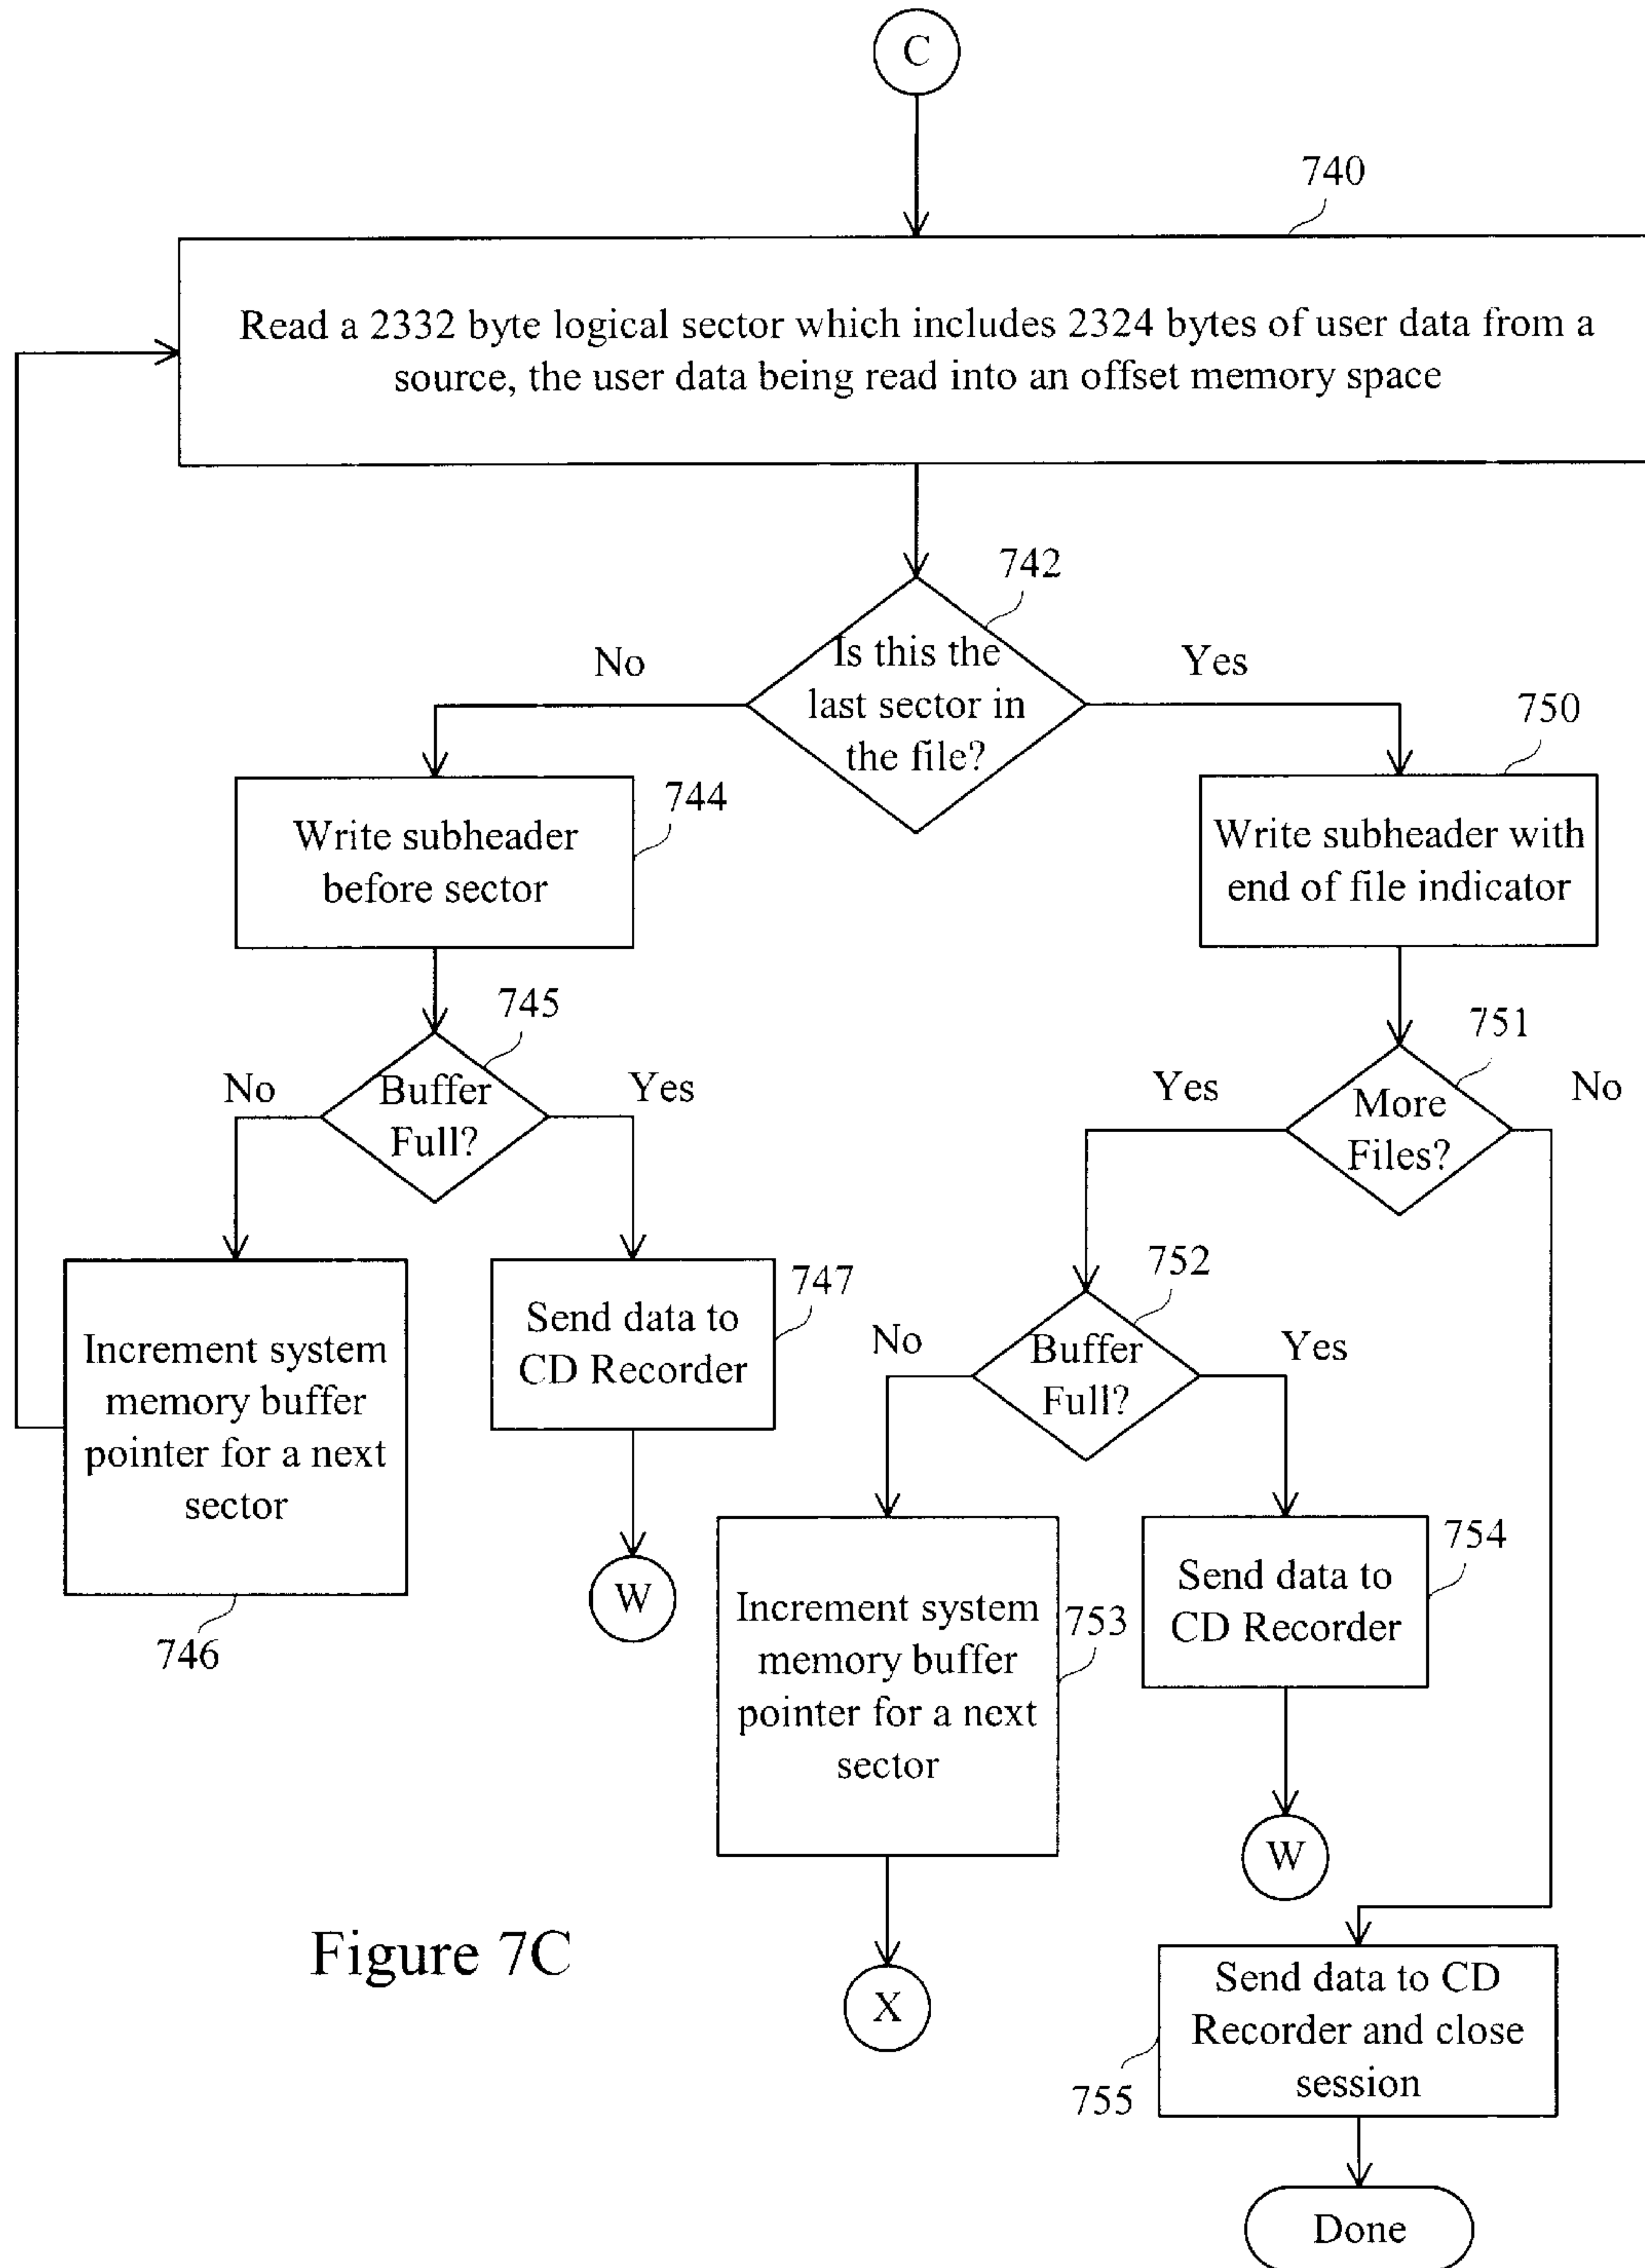 C
740
Read a 2332 byte logical sector which includes 2324 bytes of user data from a
source, the user data being read into an offset memory space
742
Is this the
last sector in
the file?
No
Yes
750
744
Write subheader
before sector
Write subheader with
end of file indicator
745
Buffer
Full?
No
Yes
751
More
Files?
Yes
No
Increment system
memory buffer
pointer for a next
sector
746
747
Send data to
CD Recorder
W
752
Buffer
Full?
No
Yes
Increment system
memory buffer
pointer for a next
sector
753
754
Send data to
CD Recorder
W
X
Figure 7C
Send data to CD
Recorder and close
session
755
Done